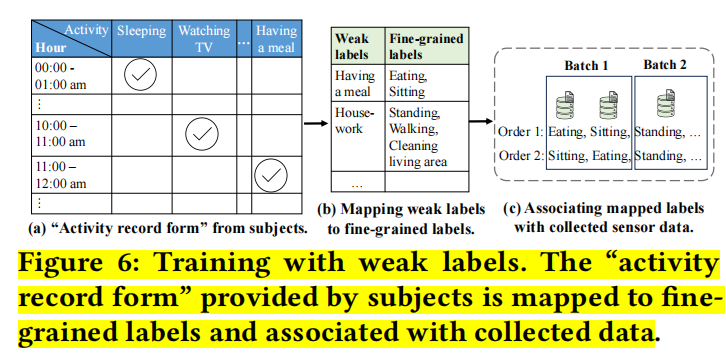 Activity
Hour
Sleeping
Watching
TV
...
Having
a meal
00:00 -
01:00 am
⋮
10:00 –
11:00 am
11:00 –
12:00 am
⋮
(a) “Activity record form” from subjects.
Weak
labels
Fine-grained
labels
Having
a meal
Eating,
Sitting
House-
work
Standing,
Walking,
Cleaning
living area
...
(b) Mapping weak labels
to fine-grained labels.
Batch 1
Batch 2
Order 1: Eating, Sitting, Standing, ...
Order 2: Sitting, Eating, Standing, ...
(c) Associating mapped labels
with collected sensor data.
Figure 6: Training with weak labels. The “activity
record form” provided by subjects is mapped to fine-
grained labels and associated with collected data.